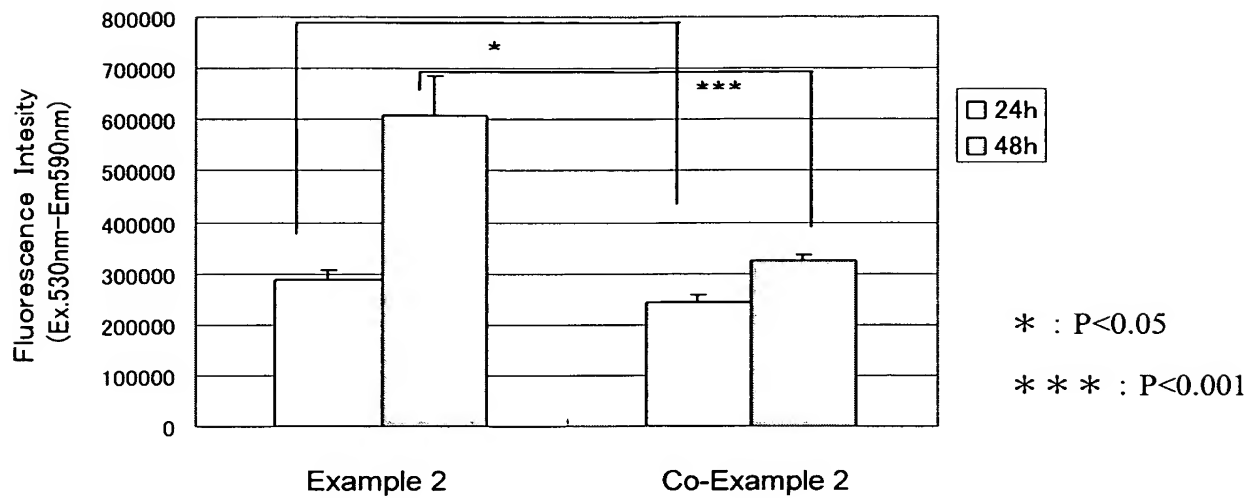 800000
700000
600000
500000
400000
300000
200000
100000
0
Fluorescence Intesity
(Ex.530nm-Em590nm)
*
***
24h
48h
* : P<0.05
*** : P<0.001
Example 2
Co-Example 2